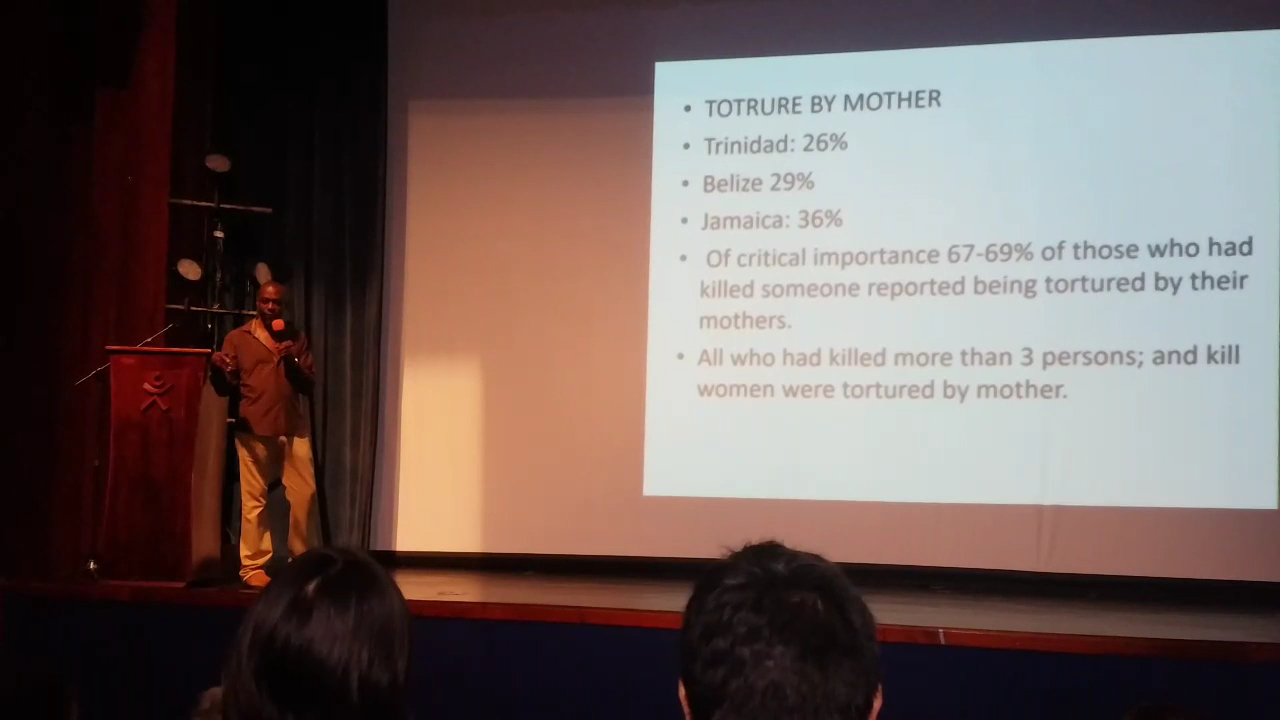 • TOTRURE BY MOTHER
• Trinidad: 26%
• Belize 29%
• Jamaica: 36%
• Of critical importance 67-69% of those who had
killed someone reported being tortured by their
mothers.
• All who had killed more than 3 persons; and kill
women were tortured by mother.